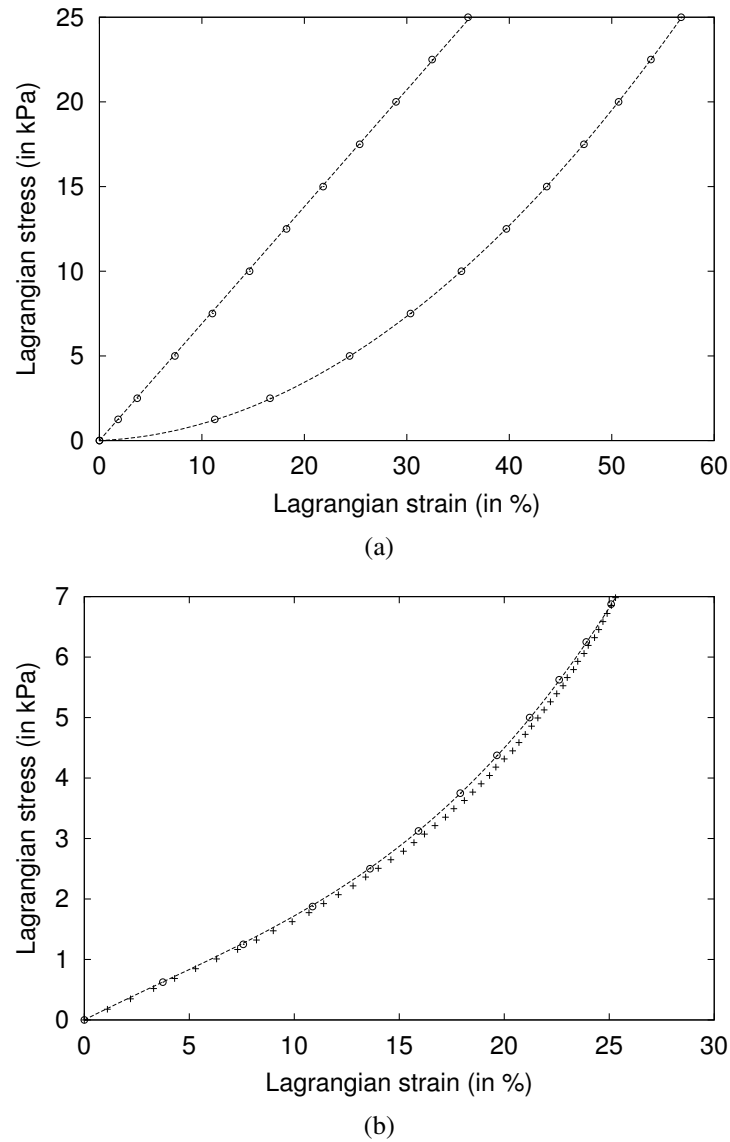 25
20
15
10
5
0
Lagrangian stress (in kPa)
0 10 20 30 40 50 60
Lagrangian strain (in %)
(a)
7
6
5
4
3
2
1
0
Lagrangian stress (in kPa)
0 5 10 15 20 25 30
Lagrangian strain (in %)
(b)